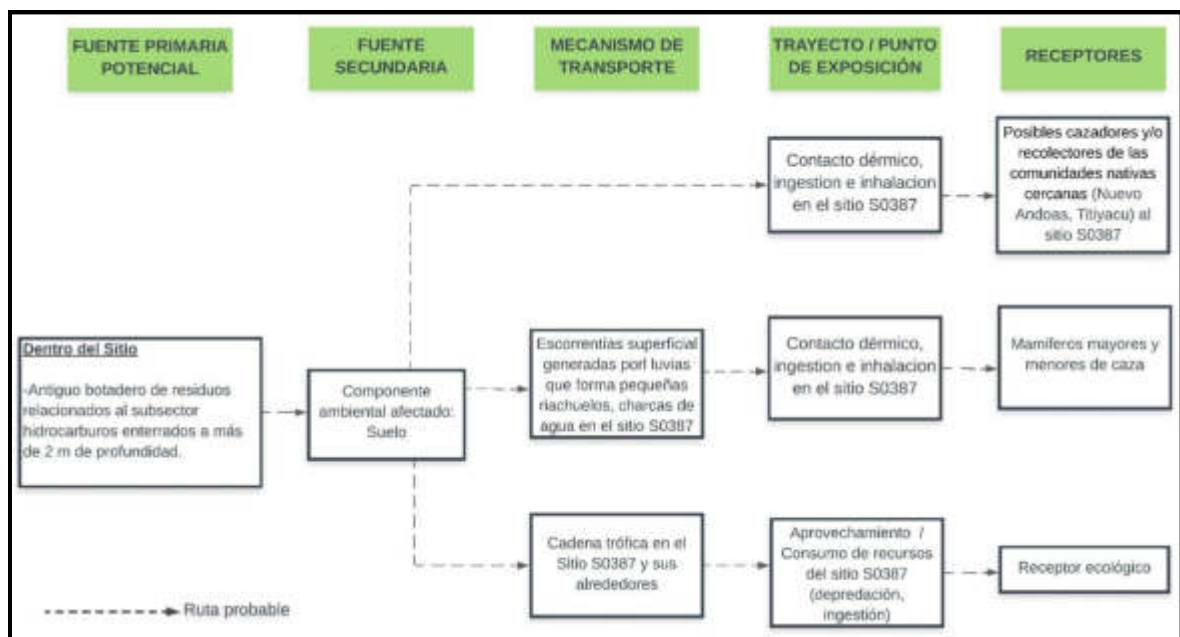 FUENTE PRIMARIA
POTENCIAL
FUENTE
SECUNDARIA
MECANISMO DE
TRANSPORTE
TRAYECTO / PUNTO
DE EXPOSICIÓN
RECEPTORES
Contacto dérmico,
ingestion e inhalacion
en el sitio S0387
Posibles cazadores y/o
recolectores de las
comunidades nativas
cercanas (Nuevo
Andoas, Titiyacu) al
sitio S0387
Dentro del Sitio
-Antiguo botadero de residuos
relacionados al subsector
hidrocarburos enterrados a más
de 2 m de profundidad.
Componente
ambiental afectado:
Suelo
Escorrentías superficial
generadas porl luvias
que forma pequeñas
riachuelos, charcas de
agua en el sitio S0387
Contacto dérmico,
ingestion e inhalacion
en el sitio S0387
Mamíferos mayores y
menores de caza
Cadena trófica en el
Sitio S0387 y sus
alrededores
Aprovechamiento /
Consumo de recursos
del sitio S0387
(depredación,
ingestión)
Receptor ecológico
Ruta probable